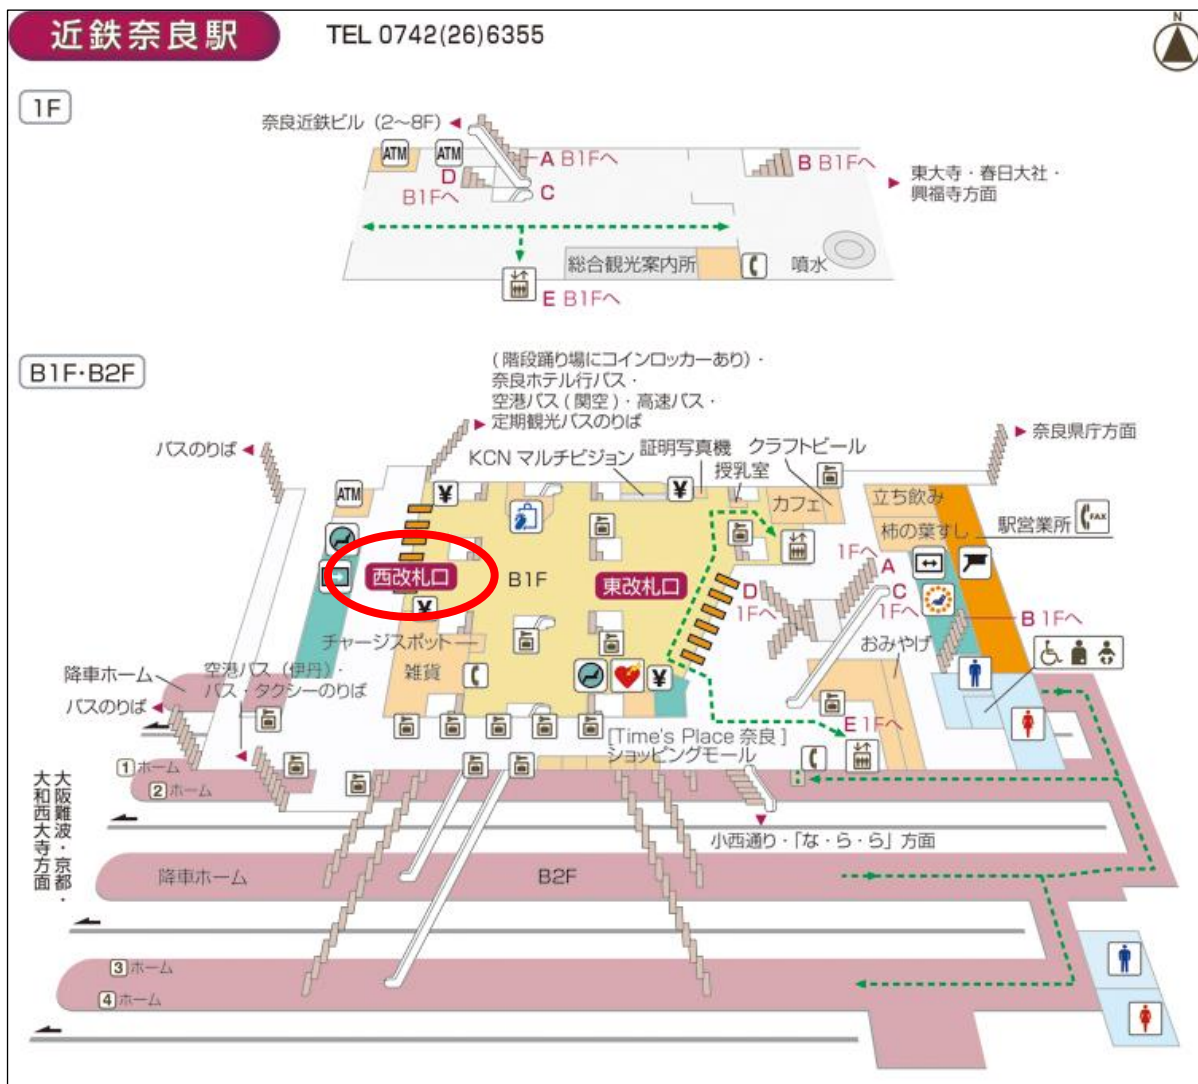 近鉄奈良駅
TEL 0742(26)6355
N
1F
奈良近鉄ビル (2〜8F)
ATM
ATM
A B1Fへ
D
B1Fへ
C
B B1Fへ
東大寺・春日大社・
興福寺方面
総合観光案内所
噴水
E B1Fへ
B1F・B2F
(階段踊り場にコインロッカーあり)・
奈良ホテル行バス・
空港バス(関空)・高速バス・
定期観光バスのりば
バスのりば
KCN マルチビジョン
証明写真機
授乳室
クラフトビール
奈良県庁方面
ATM
¥
¥
カフェ
立ち飲み
柿の葉すし
駅営業所
FAX
西改札口
B1F
東改札口
1Fへ
A
D
1Fへ
C
1Fへ
B 1Fへ
¥
チャージスポット
雑貨
¥
おみやげ
降車ホーム
空港バス(伊丹)・
バス・タクシーのりば
バスのりば
E 1Fへ
[Time's Place 奈良]
ショッピングモール
1 ホーム
2 ホーム
大阪難波・京都・
大和西大寺方面
小西通り・「な・ら・ら」方面
降車ホーム
B2F
3 ホーム
4 ホーム